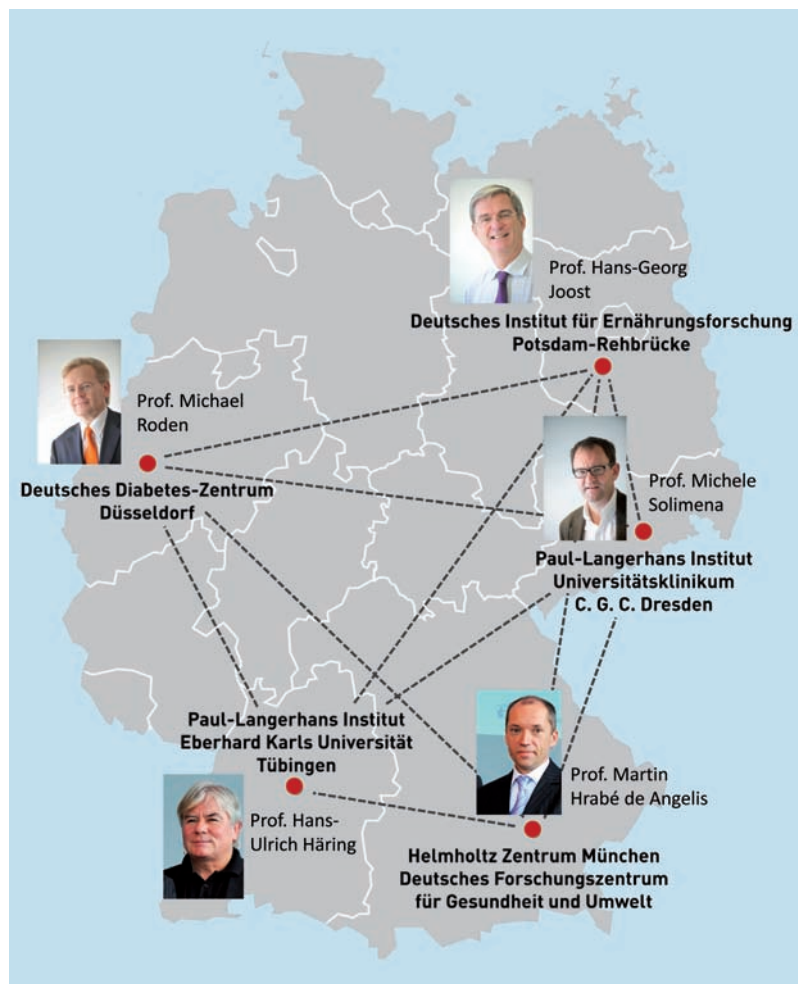 Prof. Hans-Georg
Joost
Deutsches Institut für Ernährungsforschung
Potsdam-Rehbrücke
Prof. Michael
Roden
Deutsches Diabetes-Zentrum
Düsseldorf
Prof. Michele
Solimena
Paul-Langerhans Institut
Universitätsklinikum
C. G. C. Dresden
Paul-Langerhans Institut
Eberhard Karls Universität
Tübingen
Prof. Hans-
Ulrich Häring
Prof. Martin
Hrabé de Angelis
Helmholtz Zentrum München
Deutsches Forschungszentrum
für Gesundheit und Umwelt